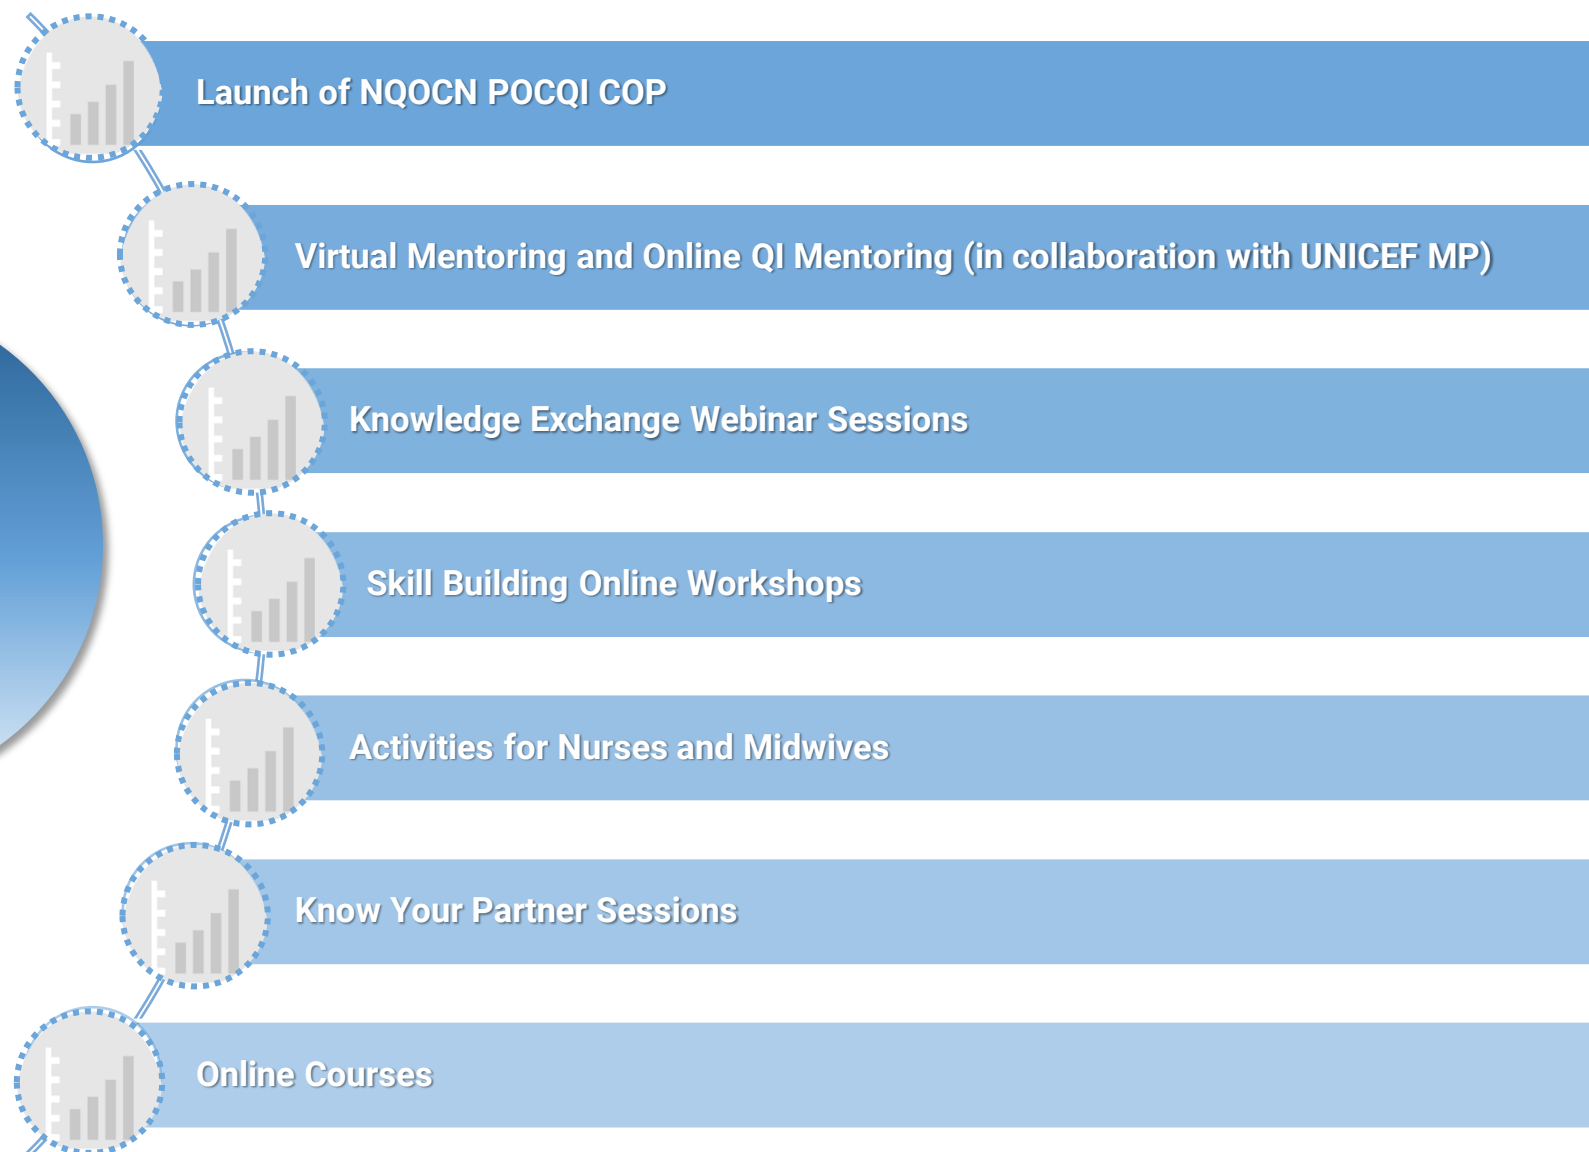 Launch of NQOCN POCQI COP
Virtual Mentoring and Online QI Mentoring (in collaboration with UNICEF MP)
Knowledge Exchange Webinar Sessions
Skill Building Online Workshops
Activities for Nurses and Midwives
Know Your Partner Sessions
Online Courses